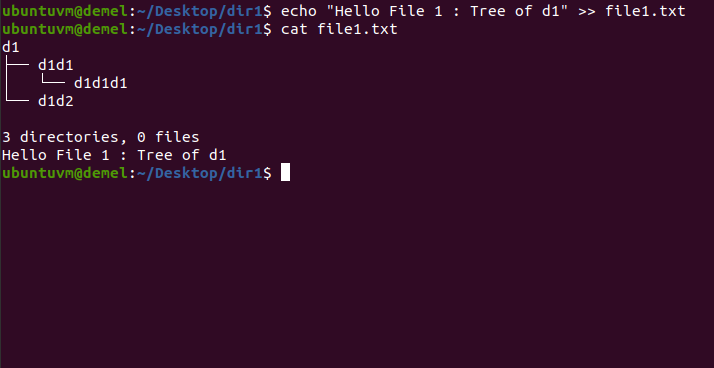 ubuntuvm@demel:~/Desktop/dir1$ echo "Hello File 1 : Tree of d1" >> file1.txt
ubuntuvm@demel:~/Desktop/dir1$ cat file1.txt
d1
├── d1d1
│   └── d1d1d1
└── d1d2

3 directories, 0 files
Hello File 1 : Tree of d1
ubuntuvm@demel:~/Desktop/dir1$